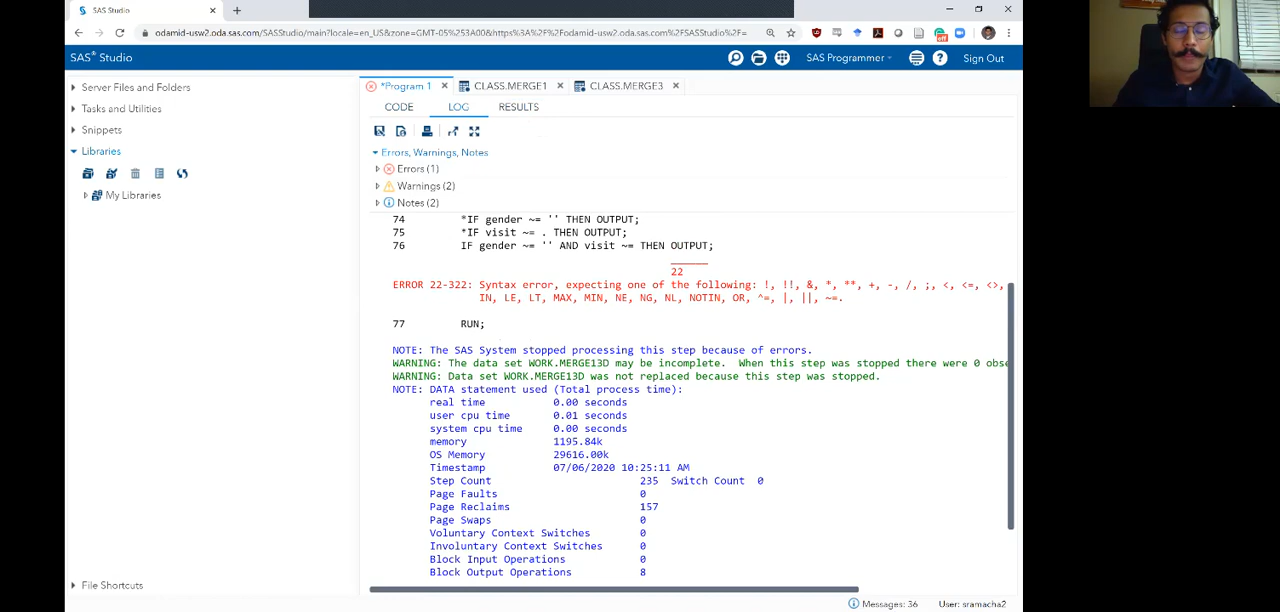 SAS Studio
odamid-usw2.oda.sas.com/SASStudio/main?locale=en_US&zone=GMT-05%253A00&https%3A%2F%2Fodamid-usw2.oda.sas.com%2FSASStudio%2F=
SAS® Studio
SAS Programmer
Sign Out
Server Files and Folders
Tasks and Utilities
Snippets
Libraries
My Libraries
File Shortcuts
*Program 1
CLASS.MERGE1
CLASS.MERGE3
CODE
LOG
RESULTS
Errors, Warnings, Notes
Errors (1)
Warnings (2)
Notes (2)
74 *IF gender ~= '' THEN OUTPUT;
75 *IF visit ~= . THEN OUTPUT;
76 IF gender ~= '' AND visit ~= THEN OUTPUT;
22
ERROR 22-322: Syntax error, expecting one of the following: !, !!, &, *, **, +, -, /, ;, <, <=, <>,
IN, LE, LT, MAX, MIN, NE, NG, NL, NOTIN, OR, ^=, |, ||, ~=.
77 RUN;
NOTE: The SAS System stopped processing this step because of errors.
WARNING: The data set WORK.MERGE13D may be incomplete. When this step was stopped there were 0 obse
WARNING: Data set WORK.MERGE13D was not replaced because this step was stopped.
NOTE: DATA statement used (Total process time):
real time 0.00 seconds
user cpu time 0.01 seconds
system cpu time 0.00 seconds
memory 1195.84k
OS Memory 29616.00k
Timestamp 07/06/2020 10:25:11 AM
Step Count 235 Switch Count 0
Page Faults 0
Page Reclaims 157
Page Swaps 0
Voluntary Context Switches 0
Involuntary Context Switches 0
Block Input Operations 0
Block Output Operations 8
Messages: 36
User: sramacha2